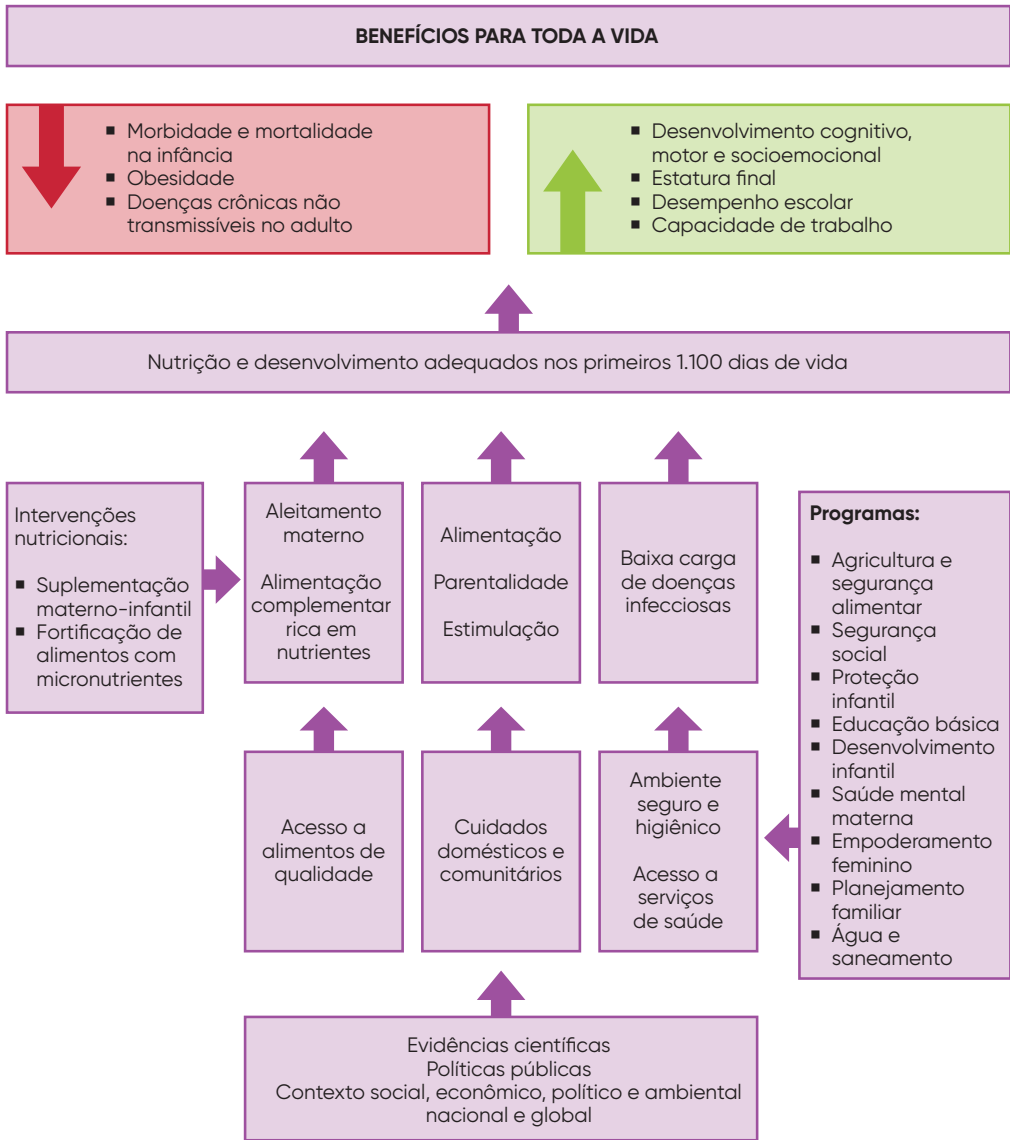 BENEFÍCIOS PARA TODA A VIDA
▪ Morbidade e mortalidade
na infância
▪ Obesidade
▪ Doenças crônicas não
transmissíveis no adulto
▪ Desenvolvimento cognitivo,
motor e socioemocional
▪ Estatura final
▪ Desempenho escolar
▪ Capacidade de trabalho
Nutrição e desenvolvimento adequados nos primeiros 1.100 dias de vida
Intervenções
nutricionais:
▪ Suplementação
materno-infantil
▪ Fortificação de
alimentos com
micronutrientes
Aleitamento
materno
Alimentação
complementar
rica em
nutrientes
Alimentação
Parentalidade
Estimulação
Baixa carga
de doenças
infecciosas
Programas:
▪ Agricultura e
segurança
alimentar
▪ Segurança
social
▪ Proteção
infantil
▪ Educação básica
▪ Desenvolvimento
infantil
▪ Saúde mental
materna
▪ Empoderamento
feminino
▪ Planejamento
familiar
▪ Água e
saneamento
Acesso a
alimentos de
qualidade
Cuidados
domésticos e
comunitários
Ambiente
seguro e
higiênico
Acesso a
serviços
de saúde
Evidências científicas
Políticas públicas
Contexto social, econômico, político e ambiental
nacional e global